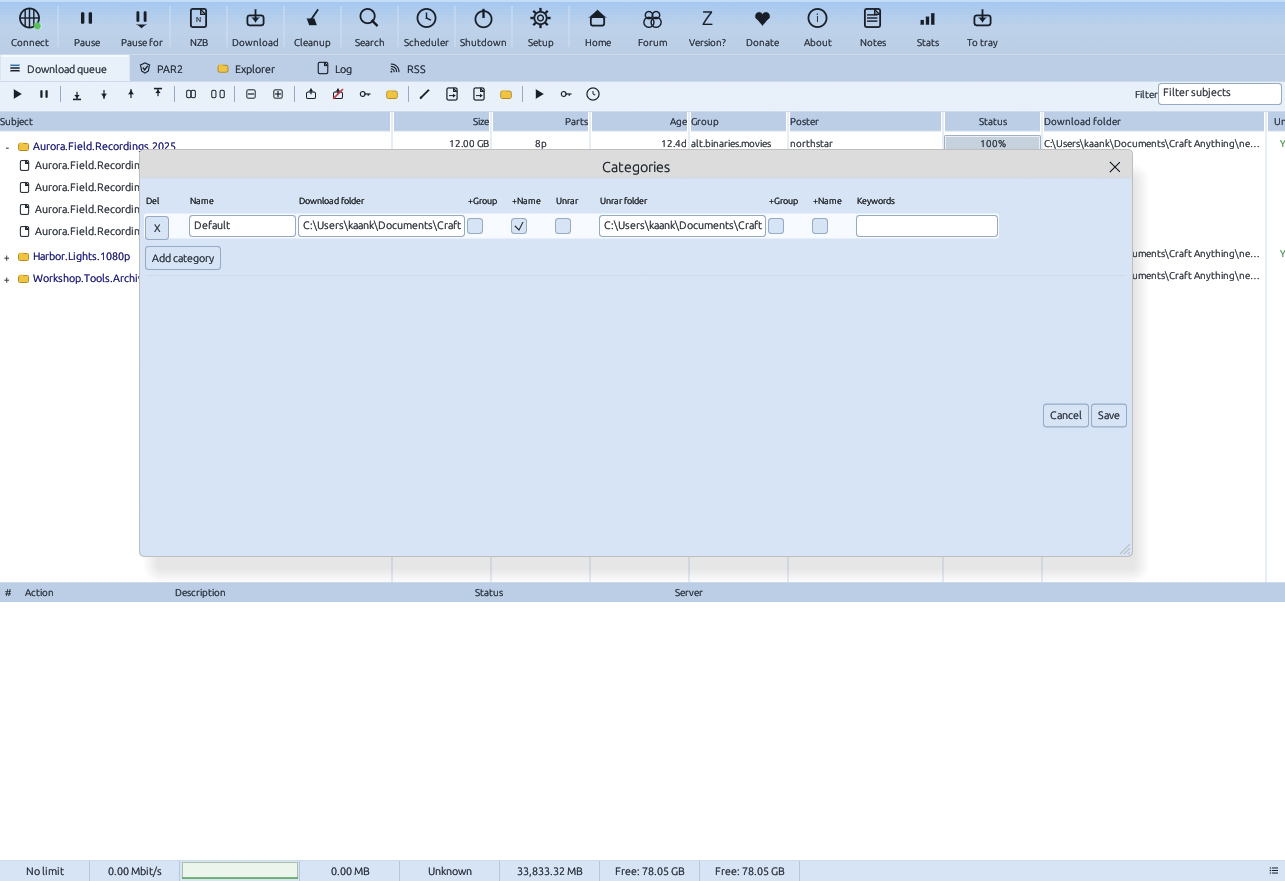 Connect Pause Pause for NZB Download Cleanup Search Scheduler Shutdown Setup Home Forum Version? Donate About Notes Stats To tray
Download queue PAR2 Explorer Log RSS
Filter Filter subjects
Subject Size Parts Age Group Poster Status Download folder Un
- Aurora.Field.Recordings.2025 12.00 GB 8p 12.4d alt.binaries.movies northstar 100% C:\Users\kaank\Documents\Craft Anything\ne... Y
Categories
Aurora.Field.Recordin
Aurora.Field.Recordin
Aurora.Field.Recordin
Aurora.Field.Recordin
+ Harbor.Lights.1080p uments\Craft Anything\ne... Y
+ Workshop.Tools.Archi uments\Craft Anything\ne...
Del Name Download folder +Group +Name Unrar Unrar folder +Group +Name Keywords
X Default C:\Users\kaank\Documents\Craft C:\Users\kaank\Documents\Craft
Add category
Cancel Save
# Action Description Status Server
No limit 0.00 Mbit/s 0.00 MB Unknown 33,833.32 MB Free: 78.05 GB Free: 78.05 GB